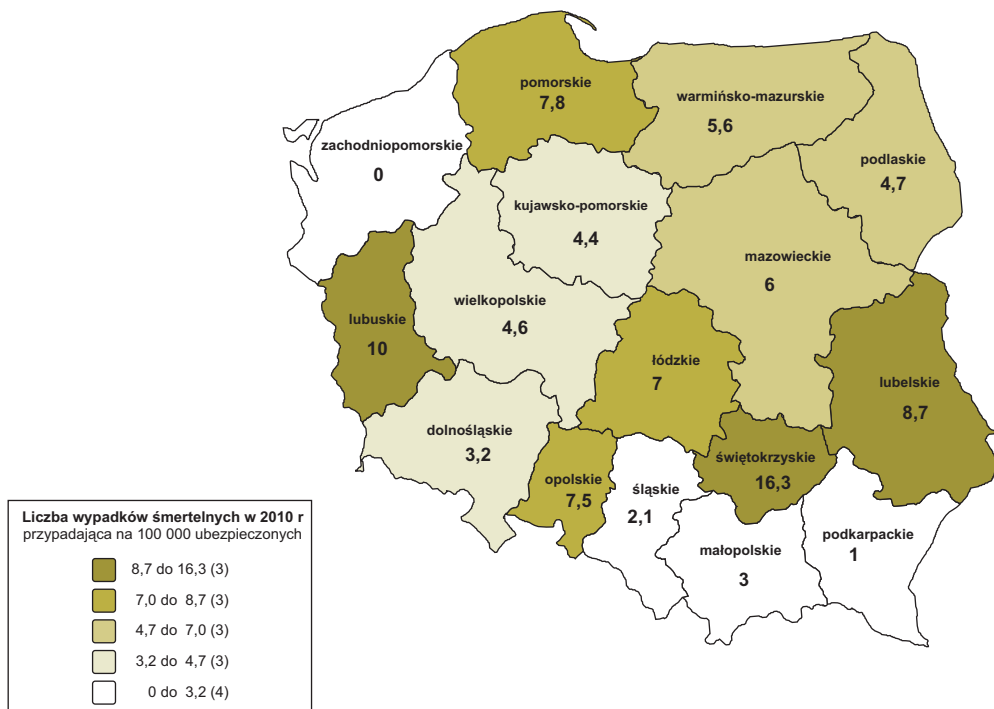 pomorskie
7,8
warmińsko-mazurskie
5,6
zachodniopomorskie
0
podlaskie
4,7
kujawsko-pomorskie
4,4
mazowieckie
6
wielkopolskie
4,6
lubuskie
10
łódzkie
7
lubelskie
8,7
dolnośląskie
3,2
świętokrzyskie
16,3
opolskie
7,5
śląskie
2,1
małopolskie
3
podkarpackie
1
Liczba wypadków śmertelnych w 2010 r
przypadająca na 100 000 ubezpieczonych
8,7 do 16,3 (3)
7,0 do 8,7 (3)
4,7 do 7,0 (3)
3,2 do 4,7 (3)
0 do 3,2 (4)